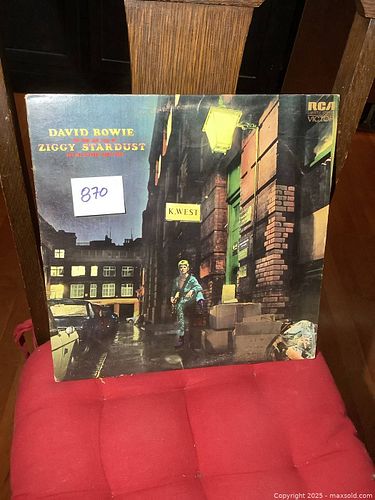 RCA
VICTOR
DAVID BOWIE
ZIGGY STARDUST
870
K.WEST
Copyright © 2025 - maxsold.com